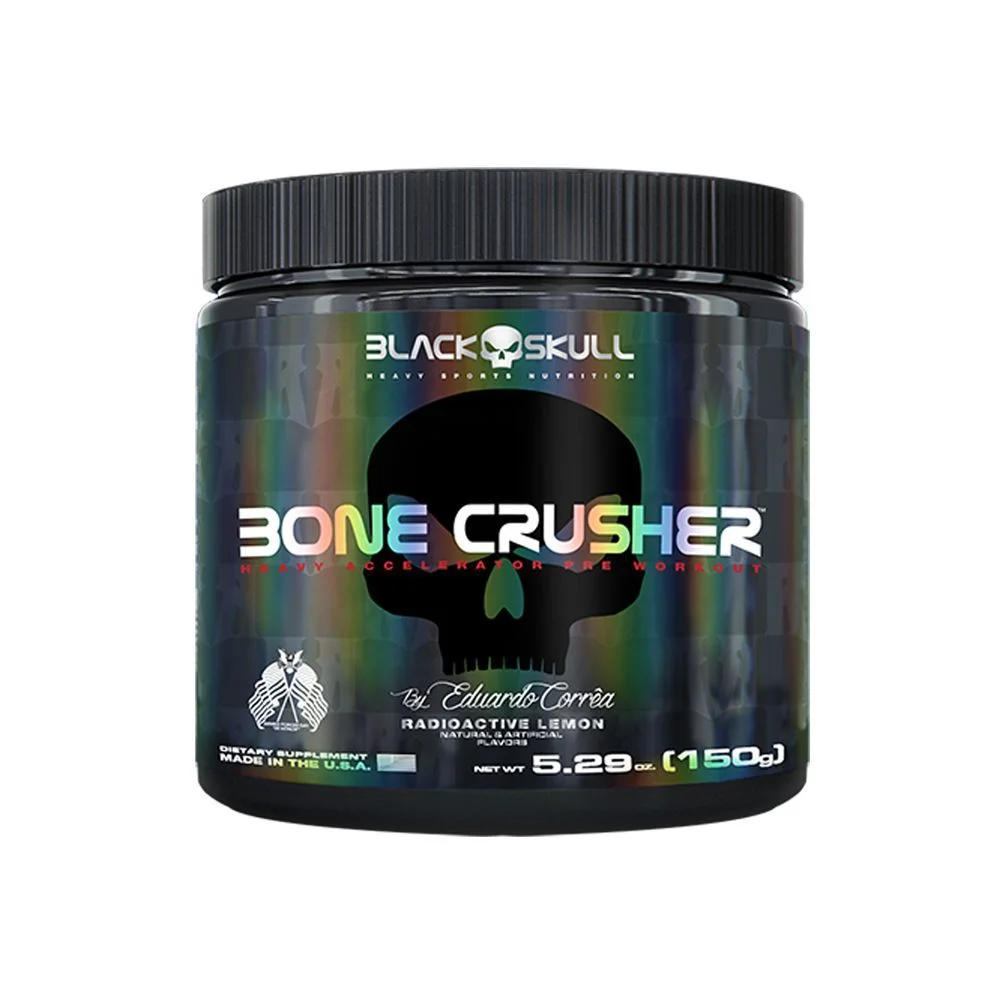 BLACK SKULL
HEAVY SPORTS NUTRITION
BONE CRUSHER™
HEAVY ACCELERATOR PRE WORKOUT
By Eduardo Corrêa
RADIOACTIVE LEMON
NATURAL & ARTIFICIAL
FLAVORS
DIETARY SUPPLEMENT
MADE IN THE U.S.A.
NET WT 5.29 OZ. (150g)